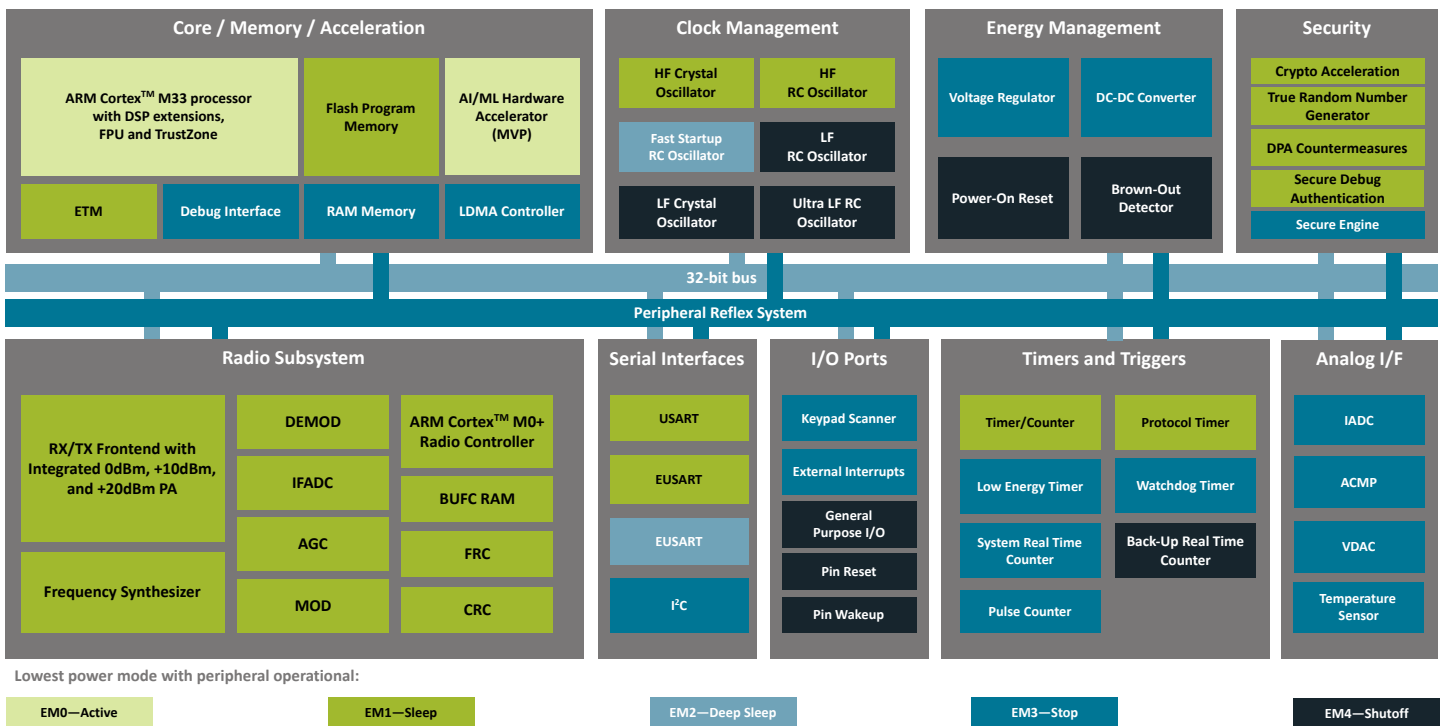 Core / Memory / Acceleration
ARM Cortex™ M33 processor
with DSP extensions,
FPU and TrustZone
Flash Program
Memory
AI/ML Hardware
Accelerator
(MVP)
ETM
Debug Interface
RAM Memory
LDMA Controller
Clock Management
HF Crystal
Oscillator
HF
RC Oscillator
Fast Startup
RC Oscillator
LF
RC Oscillator
LF Crystal
Oscillator
Ultra LF RC
Oscillator
Energy Management
Voltage Regulator
DC-DC Converter
Power-On Reset
Brown-Out
Detector
Security
Crypto Acceleration
True Random Number
Generator
DPA Countermeasures
Secure Debug
Authentication
Secure Engine
32-bit bus
Peripheral Reflex System
Radio Subsystem
RX/TX Frontend with
Integrated 0dBm, +10dBm,
and +20dBm PA
Frequency Synthesizer
DEMOD
IFADC
AGC
MOD
ARM Cortex™ M0+
Radio Controller
BUFC RAM
FRC
CRC
Serial Interfaces
USART
EUSART
EUSART
I²C
I/O Ports
Keypad Scanner
External Interrupts
General
Purpose I/O
Pin Reset
Pin Wakeup
Timers and Triggers
Timer/Counter
Protocol Timer
Low Energy Timer
Watchdog Timer
System Real Time
Counter
Back-Up Real Time
Counter
Pulse Counter
Analog I/F
IADC
ACMP
VDAC
Temperature
Sensor
Lowest power mode with peripheral operational:
EM0—Active
EM1—Sleep
EM2—Deep Sleep
EM3—Stop
EM4—Shutoff